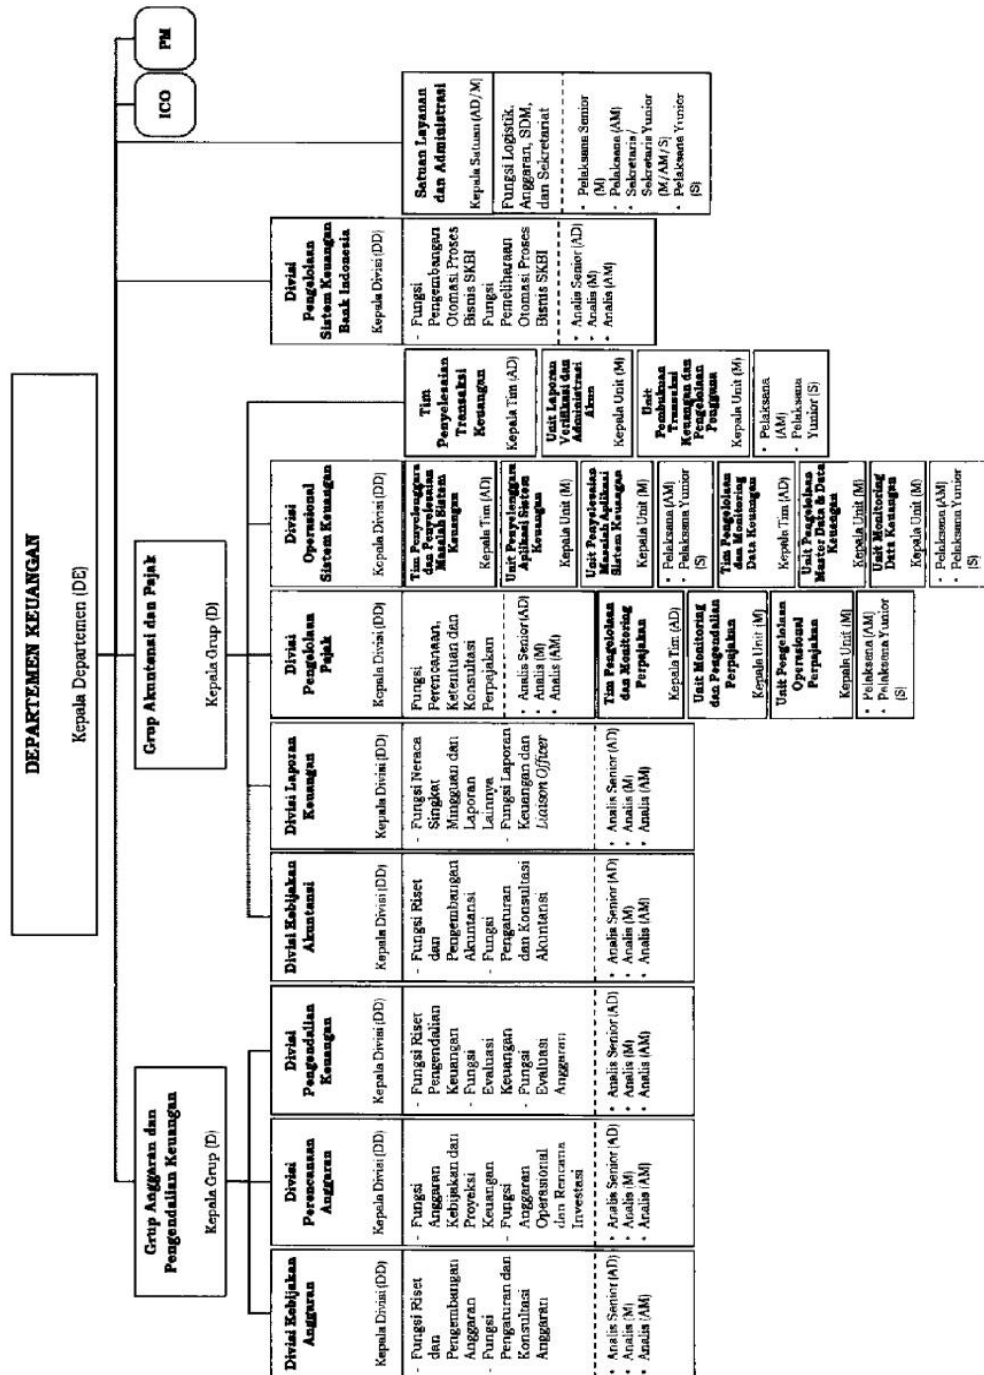 DEPARTEMEN KEUANGAN
Kepala Departemen (DE)
ICO
PM
Grup Anggaran dan
Pengendalian Keuangan
Kepala Grup (D)
Grup Akuntansi dan Pajak
Kepala Grup (D)
Divisi Kebijakan
Anggaran
Kepala Divisi (DD)
- Fungsi Riset
dan
Pengembangan
Anggaran
- Fungsi
Pengaturan dan
Konsultasi
Anggaran
• Analis Senior (AD)
• Analis (M)
• Analis (AM)
Divisi
Perencanaan
Anggaran
Kepala Divisi (DD)
- Fungsi
Anggaran
Kebijakan dan
Proyeksi
Keuangan
- Fungsi
Anggaran
Operasional
dan Rencana
Investasi
• Analis Senior (AD)
• Analis (M)
• Analis (AM)
Divisi
Pengendalian
Keuangan
Kepala Divisi (DD)
- Fungsi Riset
Pengendalian
Keuangan
- Fungsi
Evaluasi
Keuangan
- Fungsi
Evaluasi
Anggaran
• Analis Senior (AD)
• Analis (M)
• Analis (AM)
Divisi Kebijakan
Akuntansi
Kepala Divisi (DD)
- Fungsi Riset
dan
Pengembangan
Akuntansi
- Fungsi
Pengaturan
dan Konsultasi
Akuntansi
• Analis Senior (AD)
• Analis (M)
• Analis (AM)
Divisi Laporan
Keuangan
Kepala Divisi (DD)
- Fungsi Neraca
Singkat
Mingguan dan
Laporan
Lainnya
- Fungsi Laporan
Keuangan dan
Liaison Officer
• Analis Senior (AD)
• Analis (M)
• Analis (AM)
Divisi
Pengelolaan
Pajak
Kepala Divisi (DD)
Fungsi
Perencanaan,
Ketentuan dan
Konsultasi
Perpajakan
• Analis Senior (AD)
• Analis (M)
• Analis (AM)
Tim Pengelolaan
dan Monitoring
Perpajakan
Kepala Tim (AD)
Unit Monitoring
dan Pengendalian
Perpajakan
Kepala Unit (M)
Unit Pengelolaan
Operasional
Perpajakan
Kepala Unit (M)
• Pelaksana (AM)
• Pelaksana Yunior
(S)
Divisi
Operasional
Sistem Keuangan
Kepala Divisi (DD)
Tim Penyelenggara
dan Penyelesaian
Masalah Sistem
Keuangan
Kepala Tim (AD)
Unit Penyelenggara
Aplikasi Sistem
Keuangan
Kepala Unit (M)
Unit Penyelesaian
Masalah Aplikasi
Sistem Keuangan
Kepala Unit (M)
• Pelaksana (AM)
• Pelaksana Yunior
(S)
Tim Pengelolaan
dan Monitoring
Data Keuangan
Kepala Tim (AD)
Unit Pengelolaan
Master Data & Data
Keuangan
Kepala Unit (M)
Unit Monitoring
Data Keuangan
Kepala Unit (M)
• Pelaksana (AM)
• Pelaksana Yunior
(S)
Tim
Penyelesaian
Transaksi
Keuangan
Kepala Tim (AD)
Unit Laporan
Verifikasi dan
Administrasi
Akun
Kepala Unit (M)
Unit
Pembukuan
Transaksi
Keuangan dan
Pengelolaan
Pengguna
Kepala Unit (M)
• Pelaksana
(AM)
• Pelaksana
Yunior (S)
Divisi
Pengelolaan
Sistem Keuangan
Bank Indonesia
Kepala Divisi (DD)
- Fungsi
Pengembangan
Otomasi Proses
Bisnis SKBI
- Fungsi
Pemeliharaan
Otomasi Proses
Bisnis SKBI
• Analis Senior (AD)
• Analis (M)
• Analis (AM)
Satuan Layanan
dan Administrasi
Kepala Satuan (AD/M)
Fungsi Logistik,
Anggaran, SDM,
dan Sekretariat
• Pelaksana Senior
(M)
• Pelaksana (AM)
• Sekretaris/
Sekretaris Yunior
(M/AM/S)
• Pelaksana Yunior
(S)